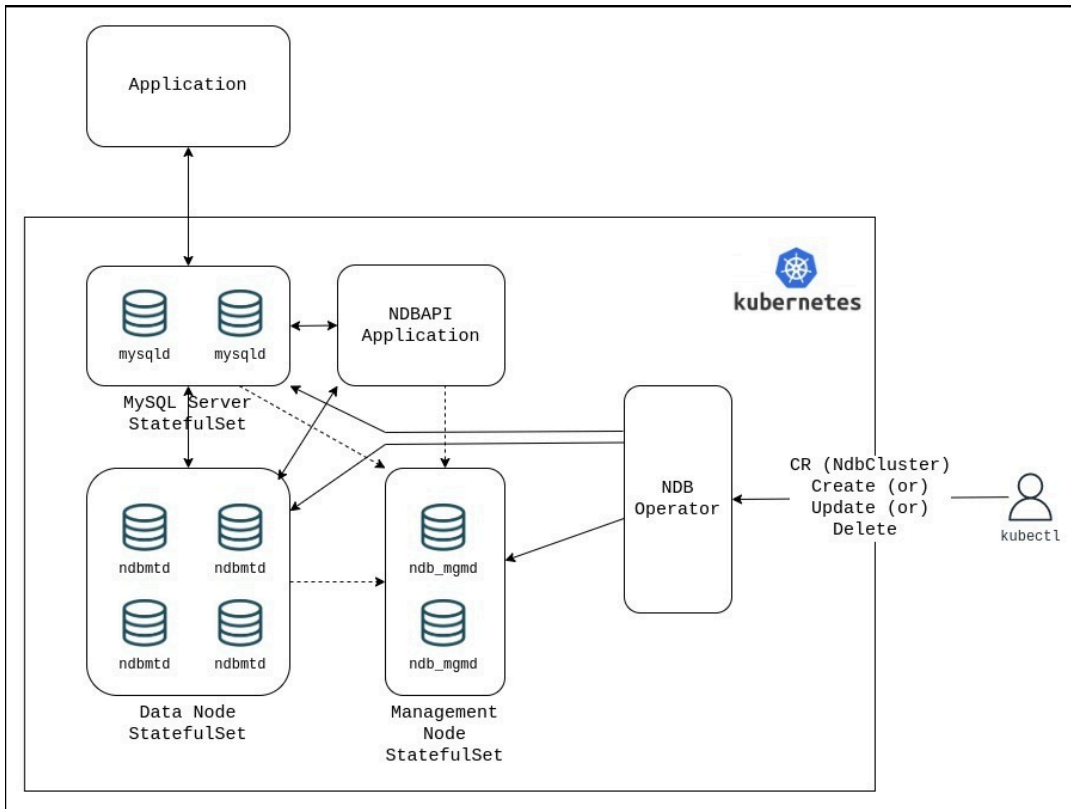 Application
kubernetes
mysqld
mysqld
NDBAPI
Application
MySQL Server
StatefulSet
NDB
Operator
CR (NdbCluster)
Create (or)
Update (or)
Delete
kubectl
ndbmtd
ndbmtd
ndb_mgmd
ndbmtd
ndbmtd
ndb_mgmd
Data Node
StatefulSet
Management
Node
StatefulSet